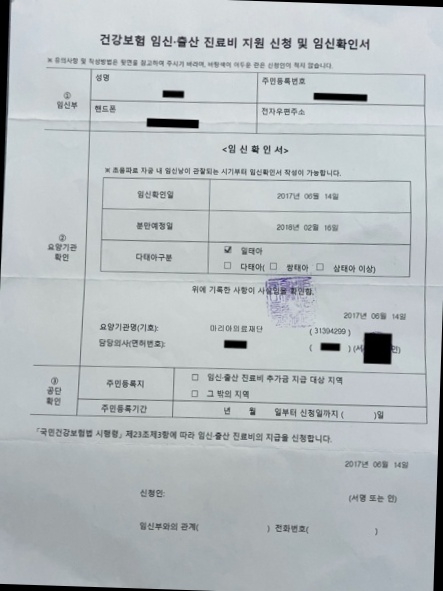 건강보험 임신·출산 진료비 지원 신청 및 임신확인서
※ 유의사항 및 작성방법은 뒷면을 참고하여 주시기 바라며, 바탕색이 어두운 란은 신청인이 적지 않습니다.
① 임신부
성명
주민등록번호
핸드폰
전자우편주소
② 요양기관 확인
<임 신 확 인 서>
※ 초음파로 자궁 내 임신낭이 관찰되는 시기부터 임신확인서 작성이 가능합니다.
임신확인일 2017년 06월 14일
분만예정일 2018년 02월 16일
다태아구분 ☑ 일태아
☐ 다태아( ☐ 쌍태아 ☐ 삼태아 이상)
위에 기록한 사항이 사실임을 확인함.
2017년 06월 14일
요양기관명(기호): 마리아의료재단 ( 31394299 )
담당의사(면허번호): ( ) (서 인)
③ 공단 확인
주민등록지 ☐ 임신·출산 진료비 추가금 지급 대상 지역
☐ 그 밖의 지역
주민등록기간 년 월 일부터 신청일까지 ( )일
「국민건강보험법 시행령」 제23조제3항에 따라 임신·출산 진료비의 지급을 신청합니다.
2017년 06월 14일
신청인: (서명 또는 인)
임신부와의 관계( ) 전화번호( )